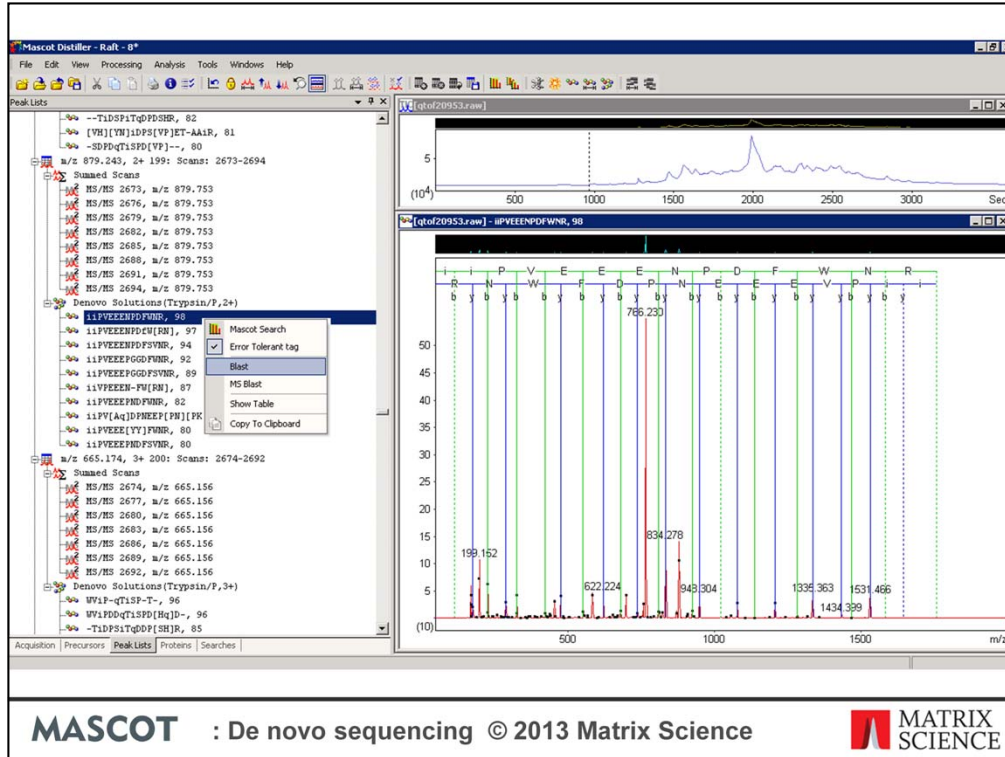 Mascot Distiller - Raft - 8*
File Edit View Processing Analysis Tools Windows Help
Peak Lists
--TiDSPiTqDPDSHR, 82
[VH][YN]iDPS[VP]ET-AAiR, 81
-SDPDqTiSPD[VP]--, 80
m/z 879.243, 2+ 199: Scans: 2673-2694
Summed Scans
MS/MS 2673, m/z 879.753
MS/MS 2676, m/z 879.753
MS/MS 2679, m/z 879.753
MS/MS 2682, m/z 879.753
MS/MS 2685, m/z 879.753
MS/MS 2688, m/z 879.753
MS/MS 2691, m/z 879.753
MS/MS 2694, m/z 879.753
Denovo Solutions(Trypsin/P,2+)
iiPVEEENPDFWNR, 98
iiPVEEENPDfW[RN], 97
iiPVEEENPDFSVNR, 94
iiPVEEEPGGDFWNR, 92
iiPVEEEPGGDFSVNR, 89
iiVPEEEN-FW[RN], 87
iiPVEEEPNDFWNR, 82
iiPV[Aq]DPNEEP[PN][PK
iiPVEEE[YY]FWNR, 80
iiPVEEEPNDFSVNR, 80
Mascot Search
Error Tolerant tag
Blast
MS Blast
Show Table
Copy To Clipboard
m/z 665.174, 3+ 200: Scans: 2674-2692
Summed Scans
MS/MS 2674, m/z 665.156
MS/MS 2677, m/z 665.156
MS/MS 2680, m/z 665.156
MS/MS 2683, m/z 665.156
MS/MS 2686, m/z 665.156
MS/MS 2689, m/z 665.156
MS/MS 2692, m/z 665.156
Denovo Solutions(Trypsin/P,3+)
WViP-qTiSP-T-, 96
WViPDDqTiSPD[Hq]D-, 96
-TiDPSiTqDDP[SH]R, 85
Acquisition Precursors Peak Lists Proteins Searches
[qtof20953.raw]
5
(10⁴)
500 1000 1500 2000 2500 3000 Sec
[qtof20953.raw] - iiPVEEENPDFWNR, 98
i i P V E E E N P D F W N R
R N W F D P N E E E V P i i
b y b y b b y b y b y by by b y b y b y y b y b y
766.230
50
45
40
35
30
25
20
15
10
5
(10)
199.162
622.224
834.278
948.304
1335.363
1434.399
1531.466
500 1000 1500 m/z
MASCOT : De novo sequencing © 2013 Matrix Science
MATRIX
SCIENCE